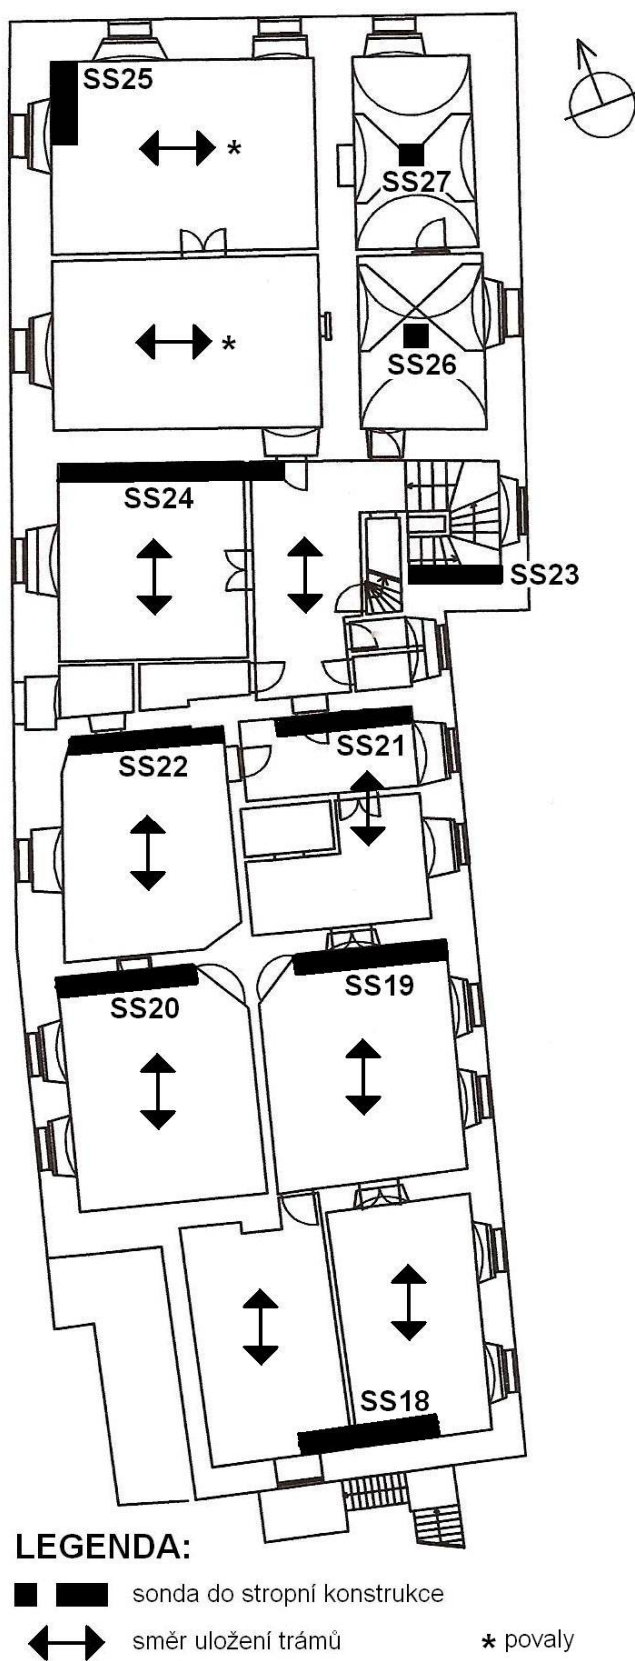 SS25
SS27
SS26
SS24
SS23
SS21
SS22
SS19
SS20
SS18
LEGENDA:
sonda do stropní konstrukce
směr uložení trámů * povaly
*
*